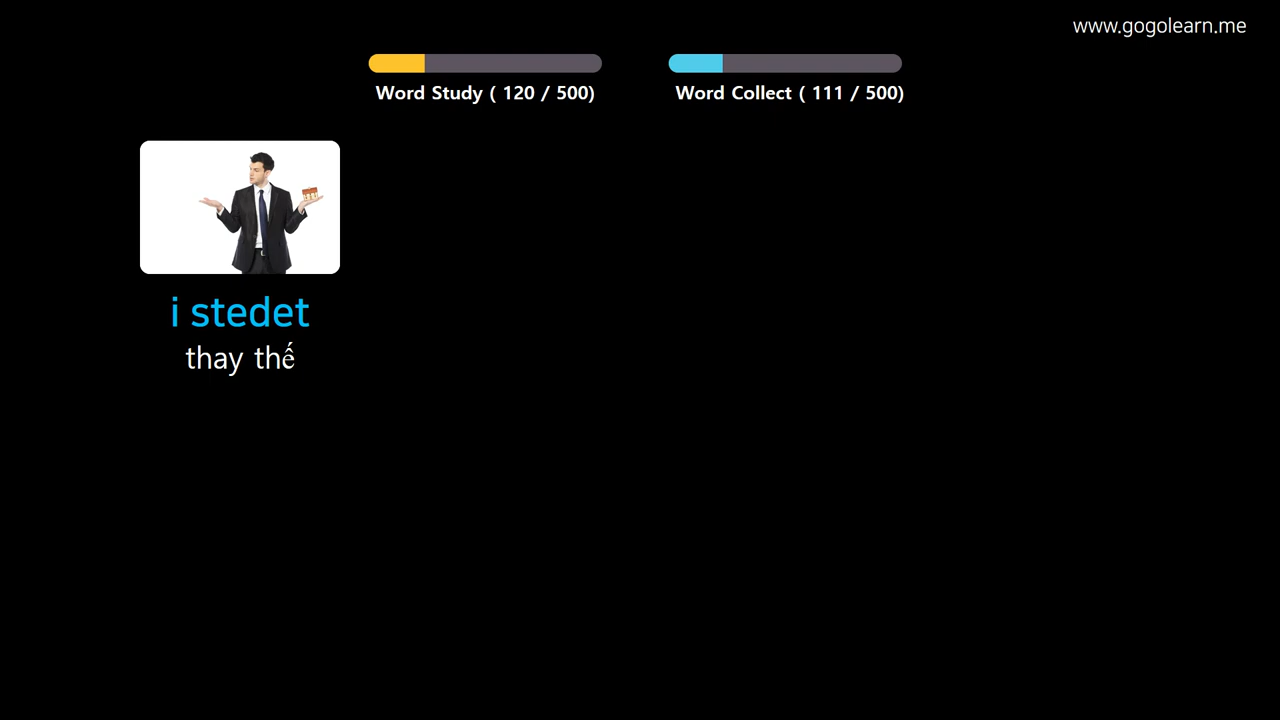 www.gogolearn.me
Word Study ( 120 / 500)
Word Collect ( 111 / 500)
i stedet
thay thế